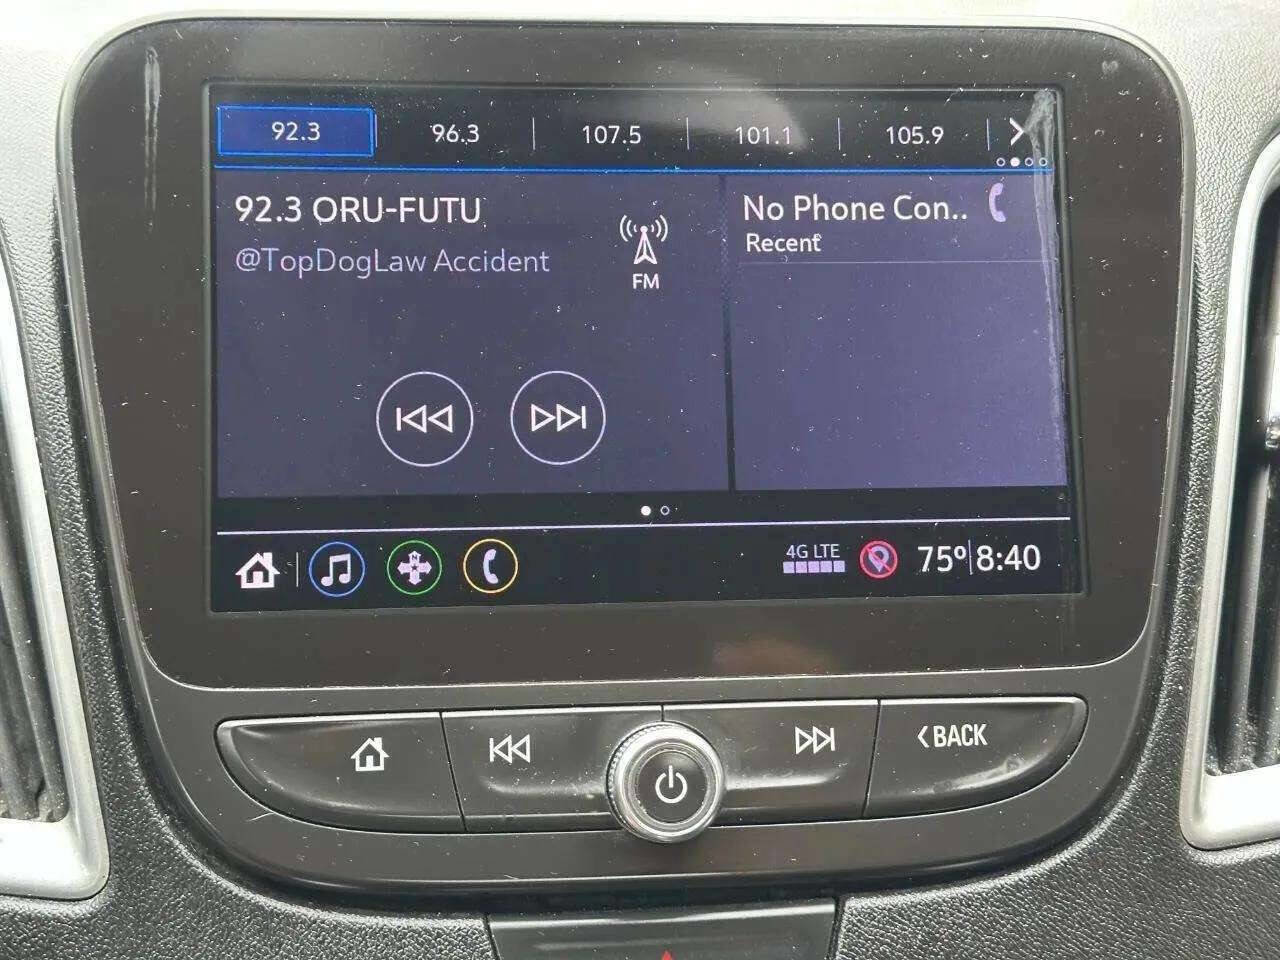 92.3 96.3 107.5 101.1 105.9
92.3 ORU-FUTU
@TopDogLaw Accident
FM
No Phone Con..
Recent
N
4G LTE
75° 8:40
<BACK